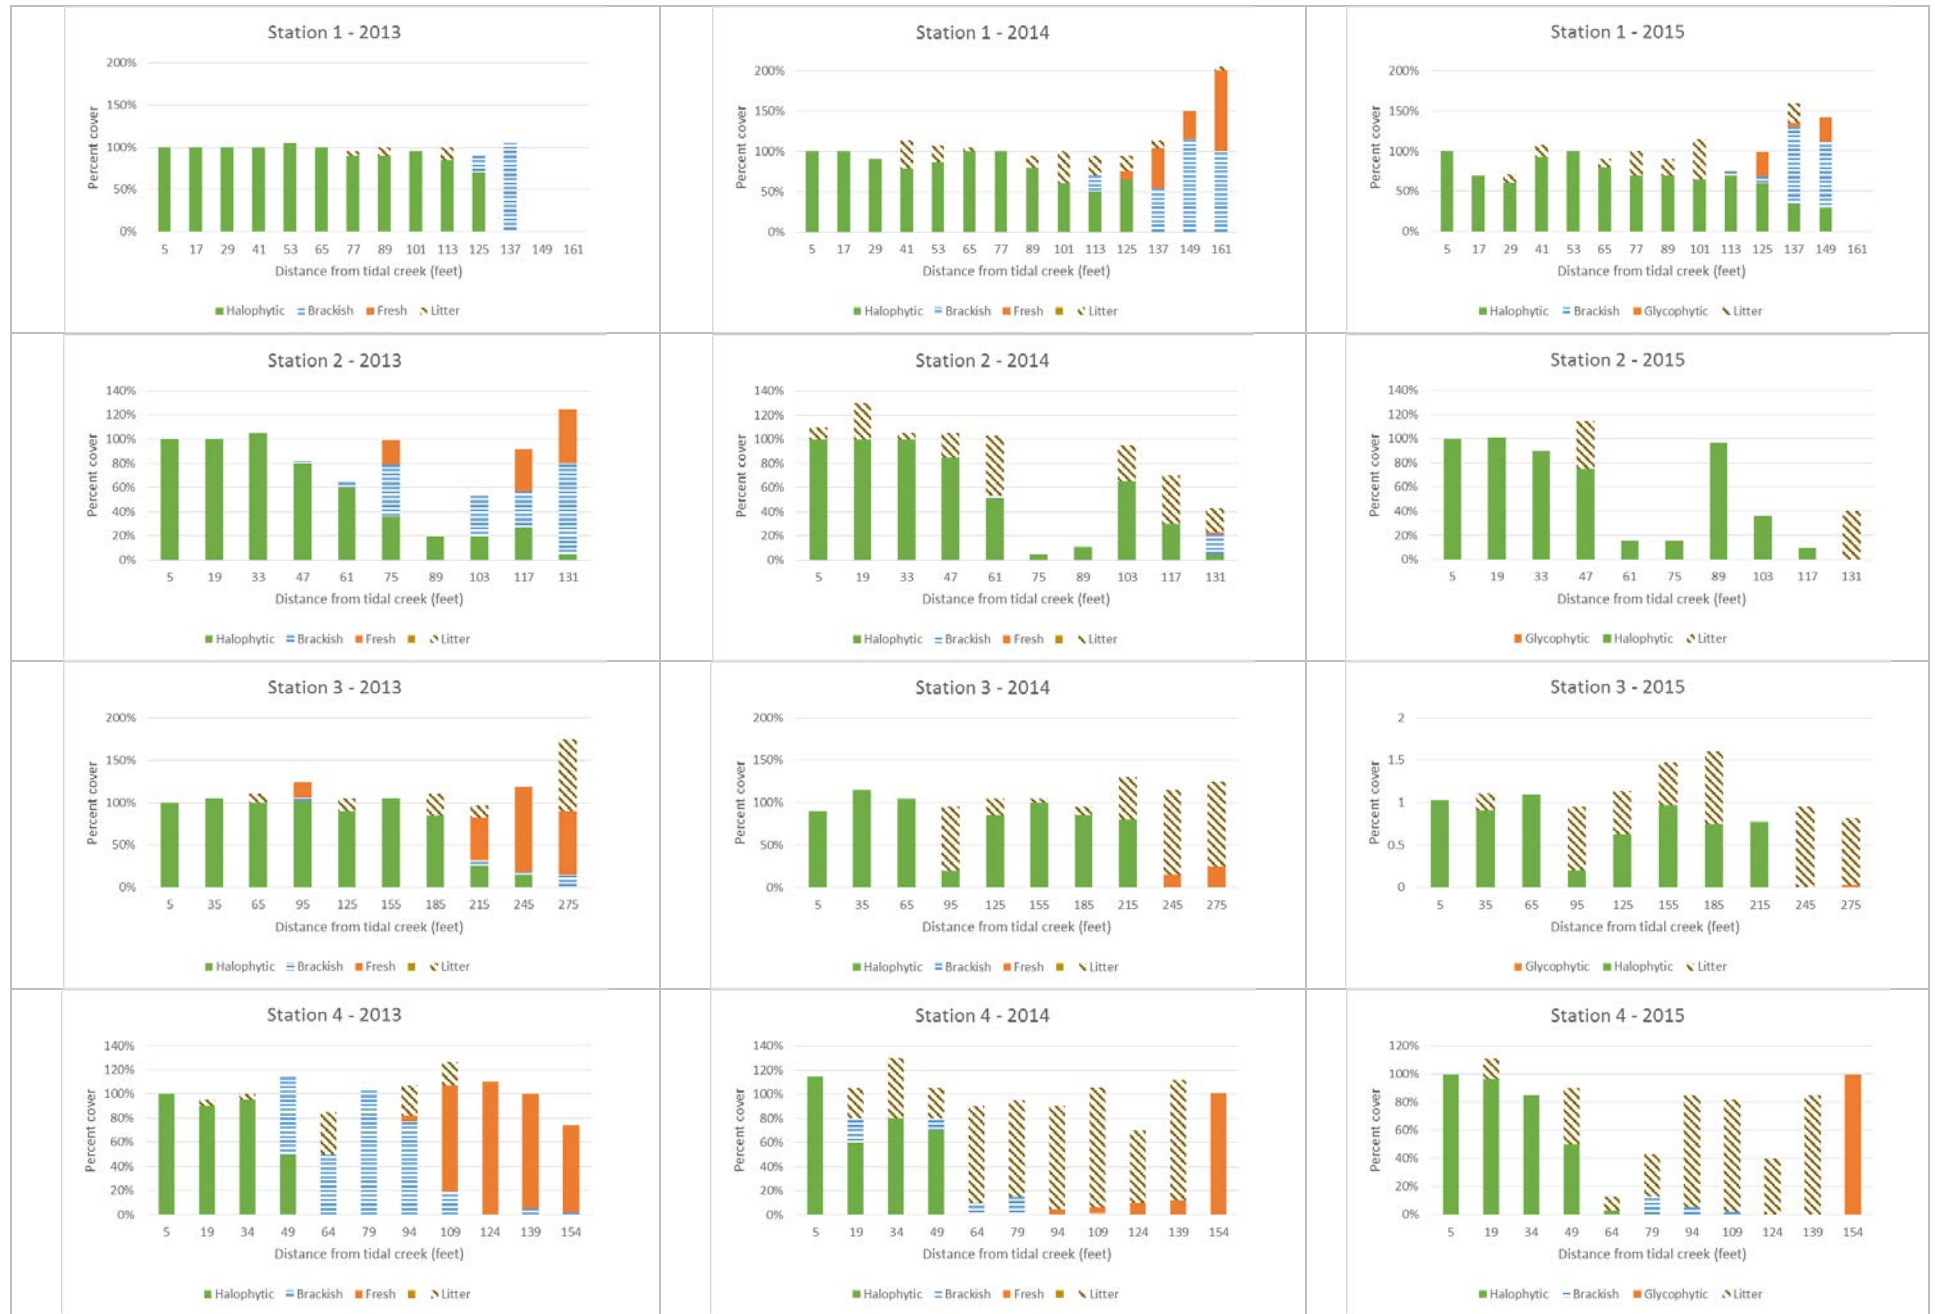 Station 1 - 2013
200%
150%
100%
50%
0%
Percent cover
5 17 29 41 53 65 77 89 101 113 125 137 149 161
Distance from tidal creek (feet)
Halophytic Brackish Fresh Litter
Station 1 - 2014
200%
150%
100%
50%
0%
Percent cover
5 17 29 41 53 65 77 89 101 113 125 137 149 161
Distance from tidal creek (feet)
Halophytic Brackish Fresh Litter
Station 1 - 2015
200%
150%
100%
50%
0%
Percent cover
5 17 29 41 53 65 77 89 101 113 125 137 149 161
Distance from tidal creek (feet)
Halophytic Brackish Glycophytic Litter
Station 2 - 2013
140%
120%
100%
80%
60%
40%
20%
0%
Percent cover
5 19 33 47 61 75 89 103 117 131
Distance from tidal creek (feet)
Halophytic Brackish Fresh Litter
Station 2 - 2014
140%
120%
100%
80%
60%
40%
20%
0%
Percent cover
5 19 33 47 61 75 89 103 117 131
Distance from tidal creek (feet)
Halophytic Brackish Fresh Litter
Station 2 - 2015
140%
120%
100%
80%
60%
40%
20%
0%
Percent cover
5 19 33 47 61 75 89 103 117 131
Distance from tidal creek (feet)
Glycophytic Halophytic Litter
Station 3 - 2013
200%
150%
100%
50%
0%
Percent cover
5 35 65 95 125 155 185 215 245 275
Distance from tidal creek (feet)
Halophytic Brackish Fresh Litter
Station 3 - 2014
200%
150%
100%
50%
0%
Percent cover
5 35 65 95 125 155 185 215 245 275
Distance from tidal creek (feet)
Halophytic Brackish Fresh Litter
Station 3 - 2015
2
1.5
1
0.5
0
Percent cover
5 35 65 95 125 155 185 215 245 275
Distance from tidal creek (feet)
Glycophytic Halophytic Litter
Station 4 - 2013
140%
120%
100%
80%
60%
40%
20%
0%
Percent cover
5 19 34 49 64 79 94 109 124 139 154
Distance from tidal creek (feet)
Halophytic Brackish Fresh Litter
Station 4 - 2014
140%
120%
100%
80%
60%
40%
20%
0%
Percent cover
5 19 34 49 64 79 94 109 124 139 154
Distance from tidal creek (feet)
Halophytic Brackish Fresh Litter
Station 4 - 2015
120%
100%
80%
60%
40%
20%
0%
Percent cover
5 19 34 49 64 79 94 109 124 139 154
Distance from tidal creek (feet)
Halophytic Brackish Glycophytic Litter